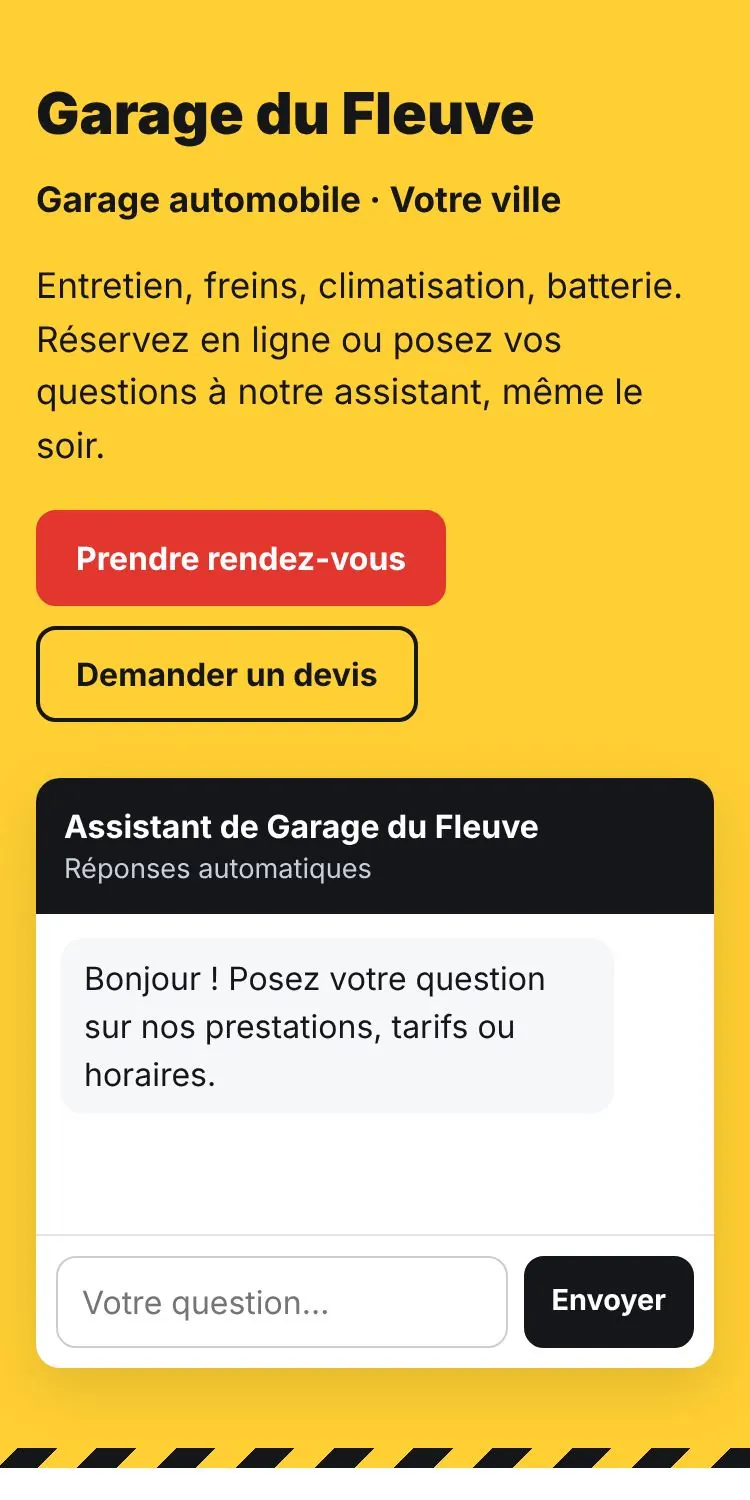 Garage du Fleuve
Garage automobile · Votre ville
Entretien, freins, climatisation, batterie.
Réservez en ligne ou posez vos
questions à notre assistant, même le
soir.
Prendre rendez-vous
Demander un devis
Assistant de Garage du Fleuve
Réponses automatiques
Bonjour ! Posez votre question
sur nos prestations, tarifs ou
horaires.
Votre question...
Envoyer